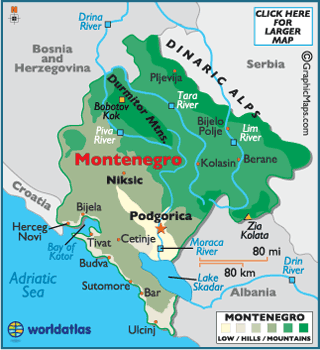 Drina
River
CLICK HERE
FOR
LARGER
MAP
Bosnia
and
Herzegovina
DINARIC ALPS
Serbia
©GraphicMaps.com
Pljevija
Durmitor Mtns.
Bobotov
Kok
Tara
River
Piva
River
Bijelo
Polje
Lim
River
Montenegro
Kolasin
Berane
Niksic
Croatia
Bijela
Podgorica
Zia
Kolata
Herceg
Novi
Bay of
Kotor
Tivat
Cetinje
Moraca
River
80 mi
80 km
Budva
Lake
Skadar
Drin
River
Adriatic
Sea
Sutomore
Bar
Albania
worldatlas
Ulcinj
MONTENEGRO
LOW / HILLS / MOUNTAINS